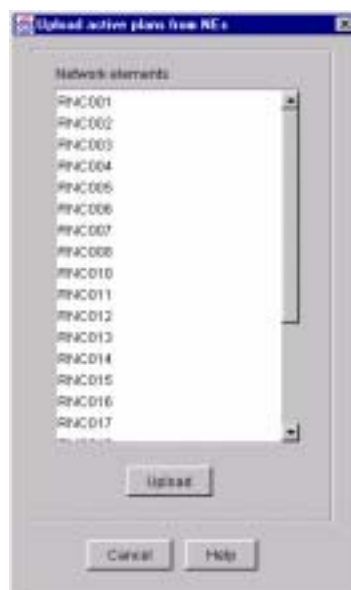 Upload active plans from NEs
Network elements
RNC001
RNC002
RNC003
RNC004
RNC005
RNC006
RNC007
RNC008
RNC010
RNC011
RNC012
RNC013
RNC014
RNC015
RNC016
RNC017
Upload
Cancel
Help